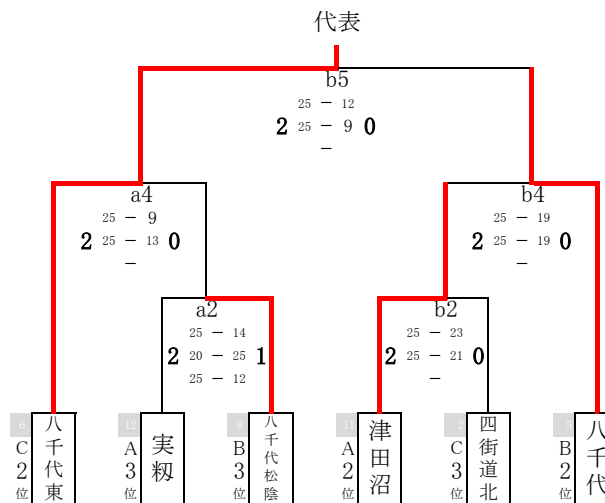 代表
b5
25 － 12
2 25 － 9 0
－
a4
25 － 9
2 25 － 13 0
－
b4
25 － 19
2 25 － 19 0
－
a2
25 － 14
2 20 － 25 1
25 － 12
b2
25 － 23
2 25 － 21 0
－
6
C2位
八千代東
12
A3位
実籾
8
B3位
八千代松陰
11
A2位
津田沼
2
C3位
四街道北
5
B2位
八千代